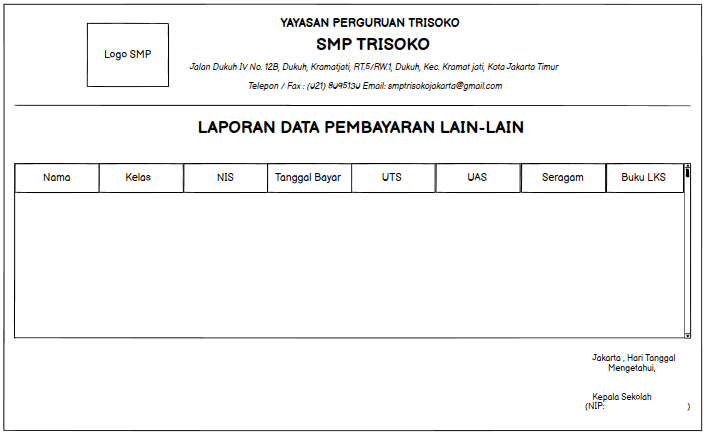 YAYASAN PERGURUAN TRISOKO
Logo SMP
SMP TRISOKO
Jalan Dukuh IV No. 12B, Dukuh, Kramatjati, RT.5/RW.1, Dukuh, Kec. Kramat jati, Kota Jakarta Timur
Telepon / Fax : (021) 8095130 Email: smptrisokojakarta@gmail.com
LAPORAN DATA PEMBAYARAN LAIN-LAIN
Nama Kelas NIS Tanggal Bayar UTS UAS Seragam Buku LKS
Jakarta , Hari Tanggal
Mengetahui,
Kepala Sekolah
(NIP: )